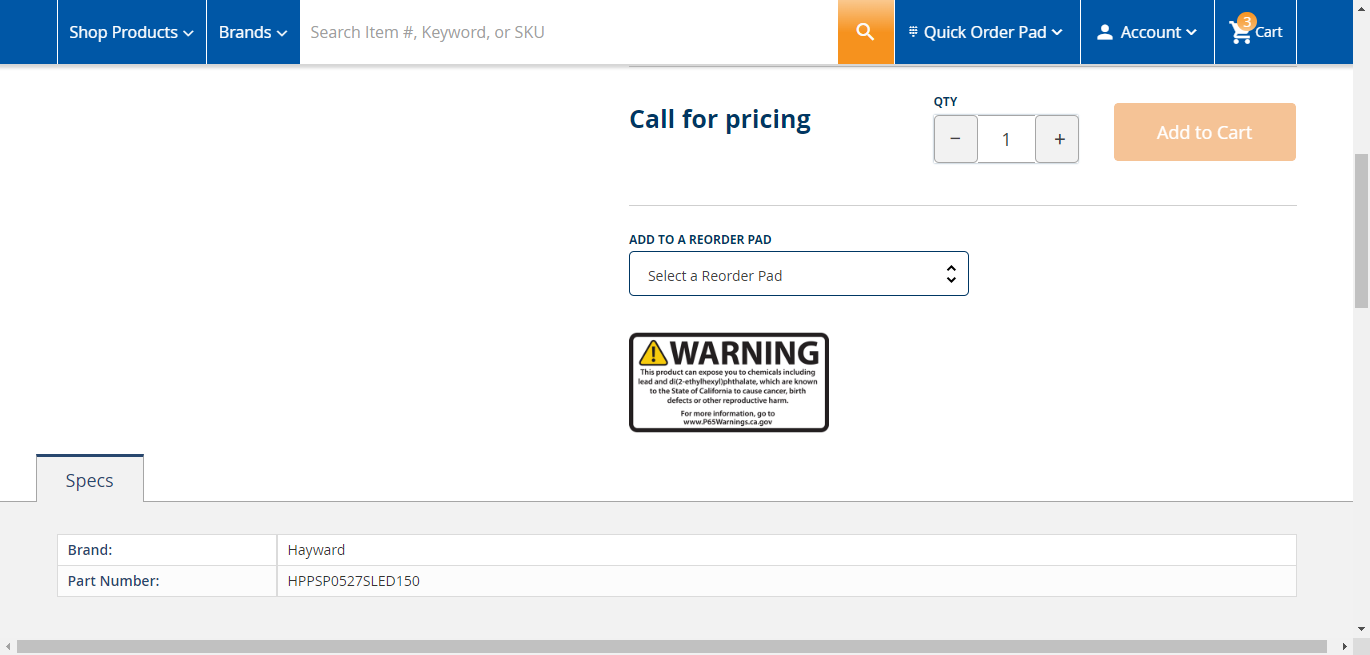 Shop Products
Brands
Search Item #, Keyword, or SKU
Quick Order Pad
Account
3
Cart
Call for pricing
QTY
−
1
+
Add to Cart
ADD TO A REORDER PAD
Select a Reorder Pad
WARNING
This product can expose you to chemicals including
lead and di(2-ethylhexyl)phthalate, which are known
to the State of California to cause cancer, birth
defects or other reproductive harm.
For more information, go to
www.P65Warnings.ca.gov
Specs
Brand: Hayward
Part Number: HPPSP0527SLED150